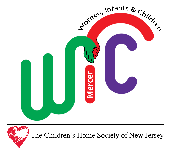 Women, Infants & Children
WiC
Mercer
The Children's Home Society of New Jersey